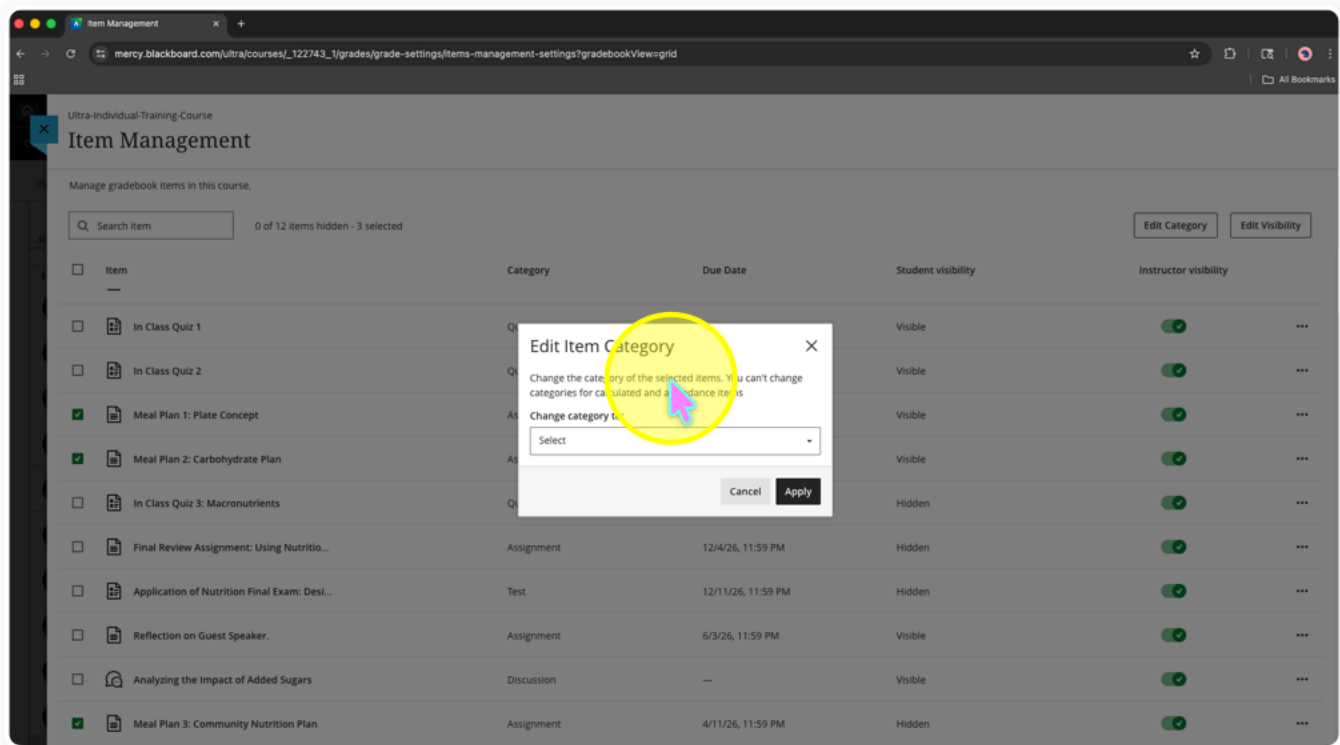 Item Management
mercy.blackboard.com/ultra/courses/_122743_1/grades/grade-settings/items-management-settings?gradebookView=grid
All Bookmarks
Ultra-Individual-Training-Course
Item Management
Manage gradebook items in this course.
Search item
0 of 12 items hidden - 3 selected
Edit Category
Edit Visibility
Item Category Due Date Student visibility Instructor visibility
In Class Quiz 1 Visible
In Class Quiz 2 Visible
Meal Plan 1: Plate Concept Visible
Meal Plan 2: Carbohydrate Plan Visible
In Class Quiz 3: Macronutrients Hidden
Final Review Assignment: Using Nutritio... Assignment 12/4/26, 11:59 PM Hidden
Application of Nutrition Final Exam: Desi... Test 12/11/26, 11:59 PM Hidden
Reflection on Guest Speaker. Assignment 6/3/26, 11:59 PM Visible
Analyzing the Impact of Added Sugars Discussion — Visible
Meal Plan 3: Community Nutrition Plan Assignment 4/11/26, 11:59 PM Hidden
Edit Item Category
Change the category of the selected items. You can't change
categories for calculated and attendance items
Change category to:
Select
Cancel
Apply